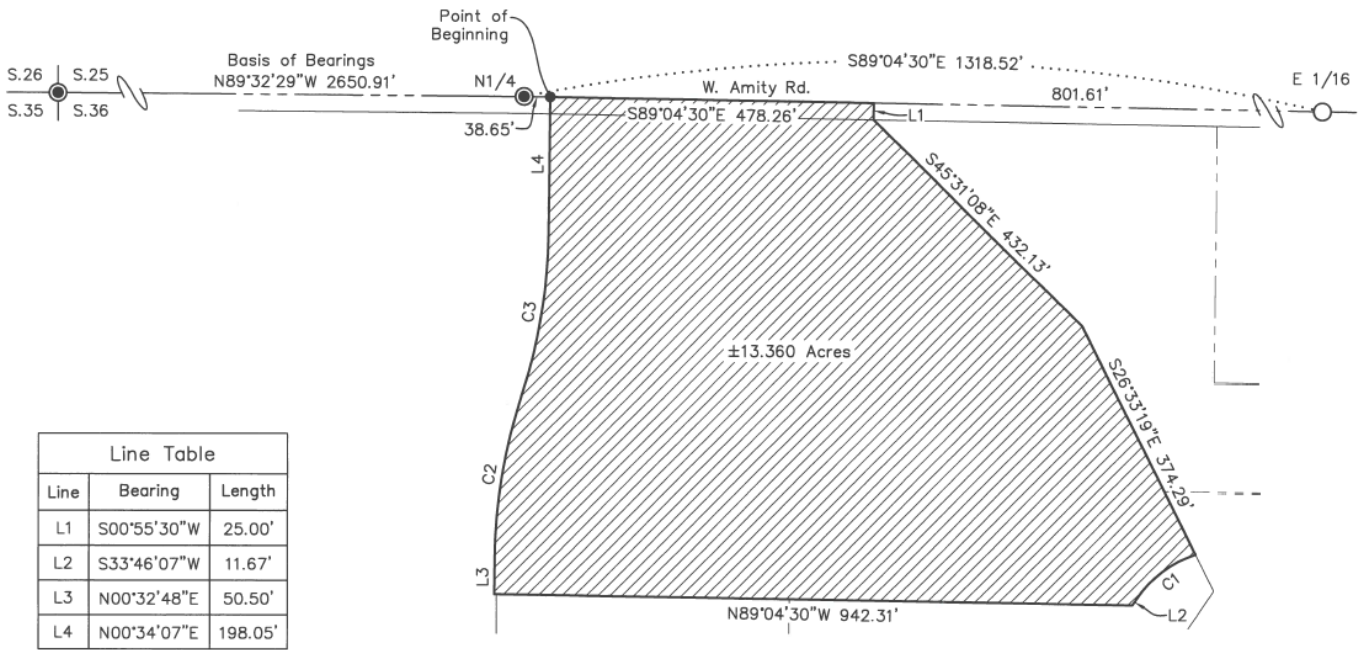 Point of
Beginning
S.26 S.25
S.35 S.36
Basis of Bearings
N89°32'29"W 2650.91'
N1/4
S89°04'30"E 1318.52'
E 1/16
W. Amity Rd.
801.61'
38.65'
S89°04'30"E 478.26'
L1
L4
S45°31'08"E 432.13'
C3
±13.360 Acres
S26°33'19"E 374.29'
C2
L3
C1
L2
N89°04'30"W 942.31'
Line Table
Line Bearing Length
L1 S00°55'30"W 25.00'
L2 S33°46'07"W 11.67'
L3 N00°32'48"E 50.50'
L4 N00°34'07"E 198.05'